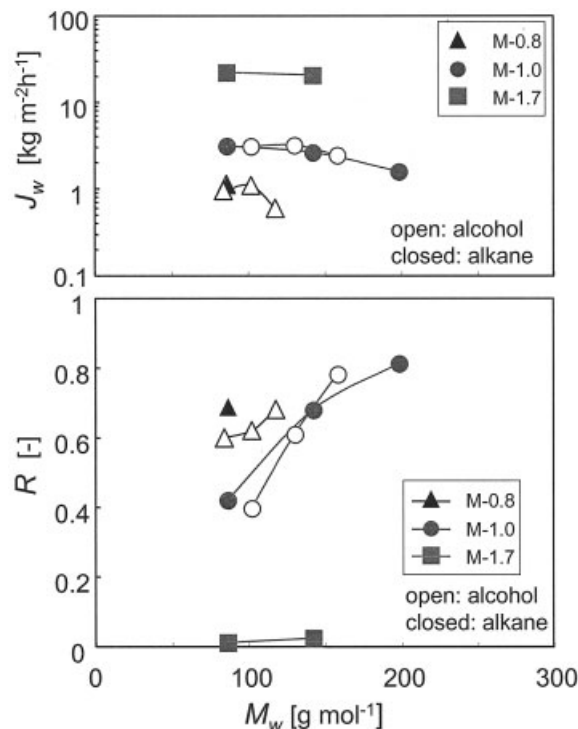 100
10
1
0.1
J_w [kg m⁻²h⁻¹]
M-0.8
M-1.0
M-1.7
open: alcohol
closed: alkane
1
0.8
0.6
0.4
0.2
0
R [-]
M-0.8
M-1.0
M-1.7
open: alcohol
closed: alkane
0 100 200 300
M_w [g mol⁻¹]